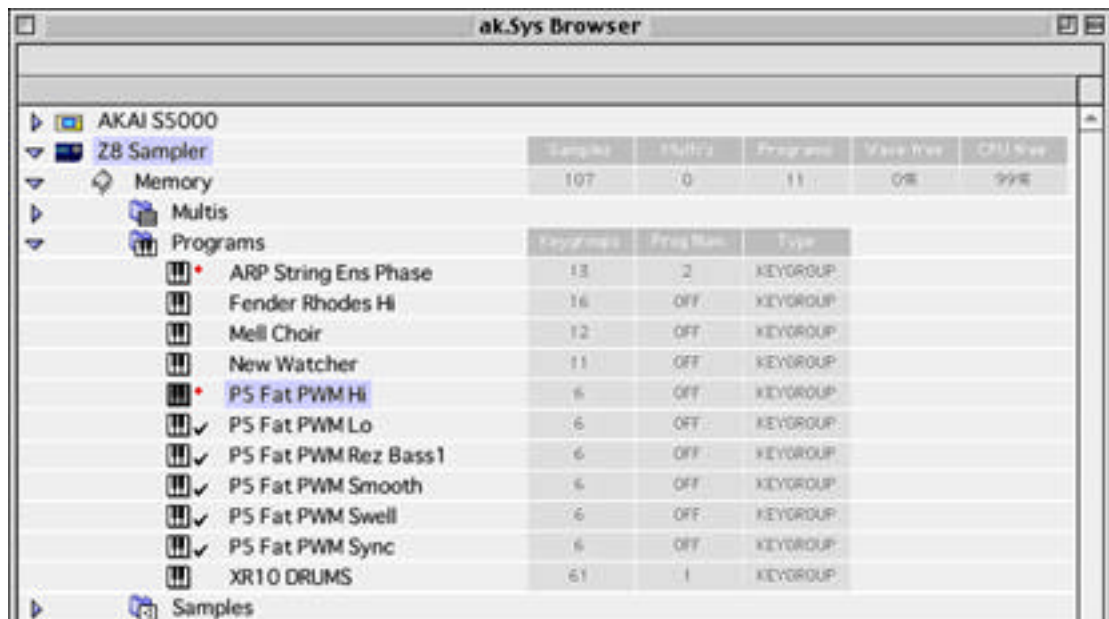 ak.Sys Browser
AKAI S5000
Z8 Sampler Samples Multi's Programs Wave free CPU free
Memory 107 0 11 0% 99%
Multis
Programs Keygroups Prog Num Type
ARP String Ens Phase 13 2 KEYGROUP
Fender Rhodes Hi 16 OFF KEYGROUP
Mell Choir 12 OFF KEYGROUP
New Watcher 11 OFF KEYGROUP
P5 Fat PWM Hi 6 OFF KEYGROUP
P5 Fat PWM Lo 6 OFF KEYGROUP
P5 Fat PWM Rez Bass1 6 OFF KEYGROUP
P5 Fat PWM Smooth 6 OFF KEYGROUP
P5 Fat PWM Swell 6 OFF KEYGROUP
P5 Fat PWM Sync 6 OFF KEYGROUP
XR10 DRUMS 61 1 KEYGROUP
Samples